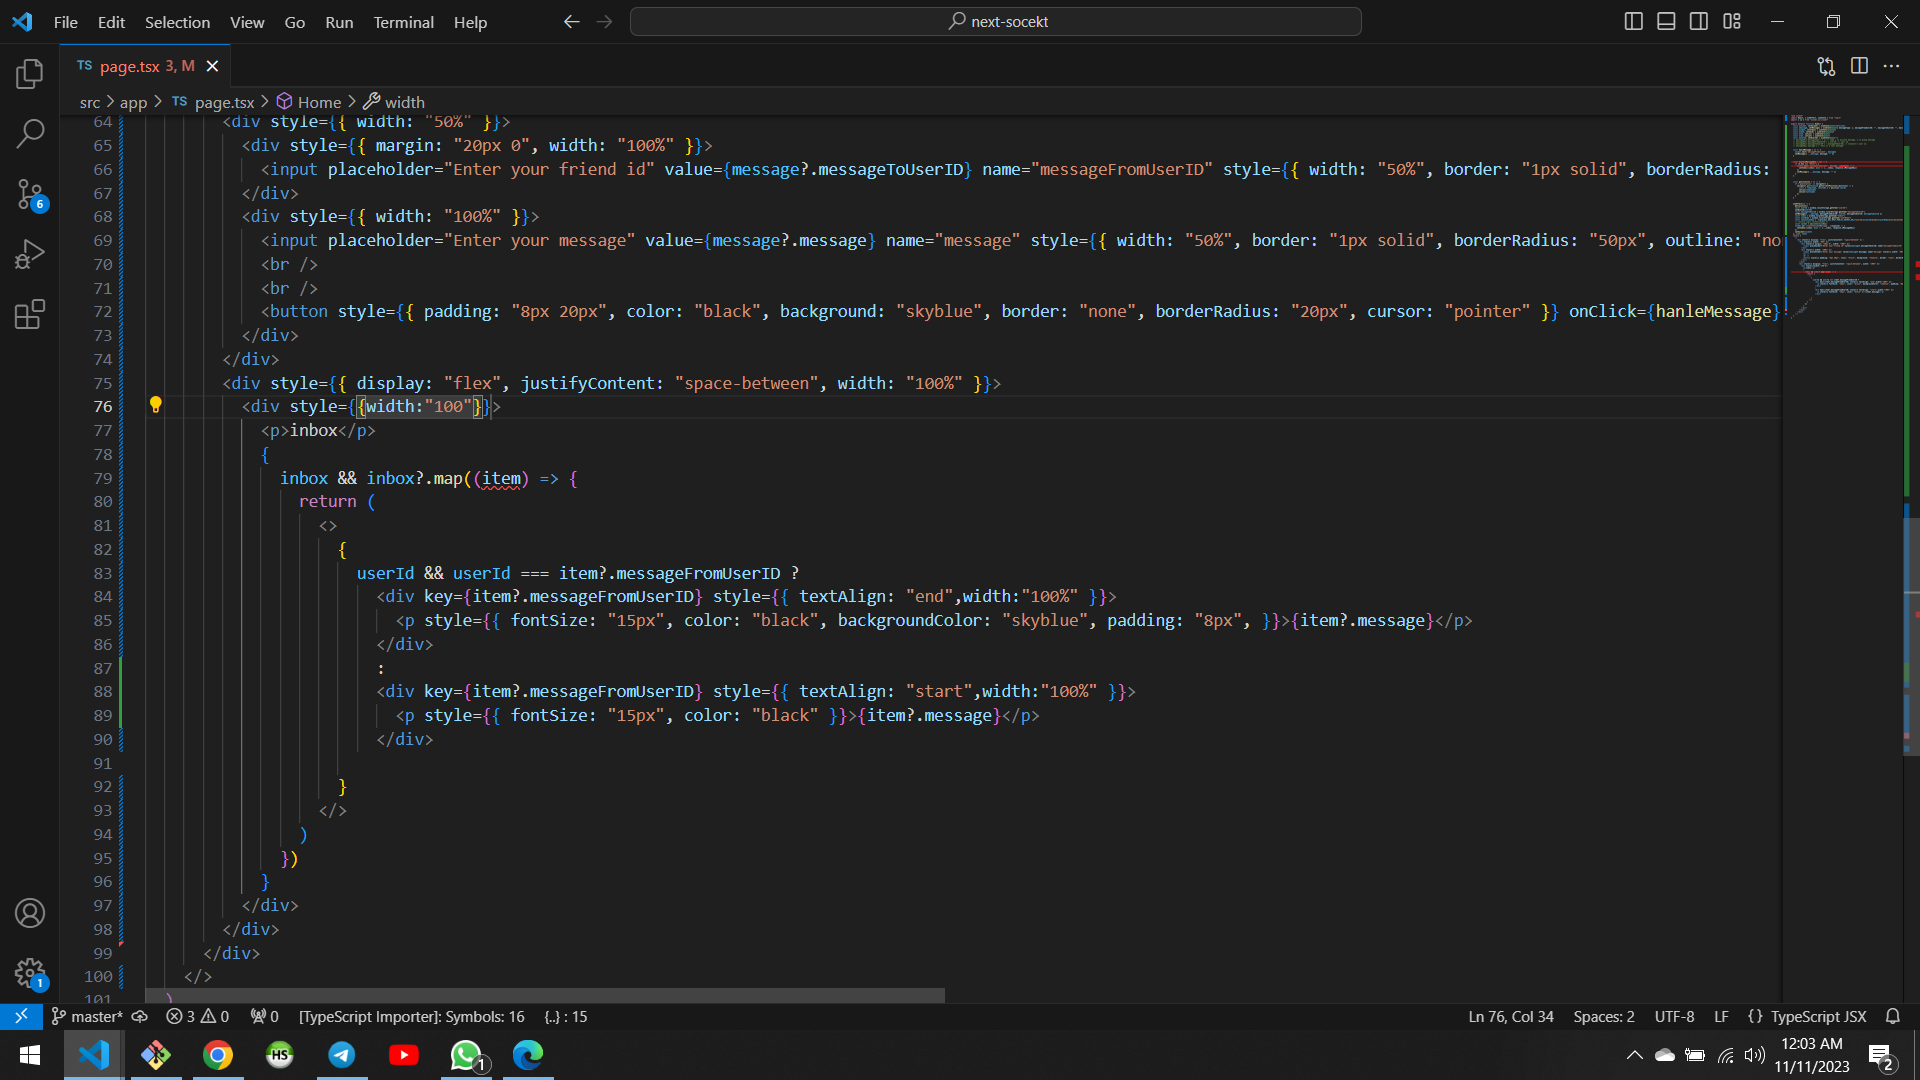 File Edit Selection View Go Run Terminal Help
next-socekt
TS page.tsx 3, M
src > app > TS page.tsx > Home > width
64 <div style={{ width: "50%" }}>
65 <div style={{ margin: "20px 0", width: "100%" }}>
66 <input placeholder="Enter your friend id" value={message?.messageToUserID} name="messageFromUserID" style={{ width: "50%", border: "1px solid", borderRadius:
67 </div>
68 <div style={{ width: "100%" }}>
69 <input placeholder="Enter your message" value={message?.message} name="message" style={{ width: "50%", border: "1px solid", borderRadius: "50px", outline: "no
70 <br />
71 <br />
72 <button style={{ padding: "8px 20px", color: "black", background: "skyblue", border: "none", borderRadius: "20px", cursor: "pointer" }} onClick={hanleMessage}
73 </div>
74 </div>
75 <div style={{ display: "flex", justifyContent: "space-between", width: "100%" }}>
76 <div style={{width:"100"}}>
77 <p>inbox</p>
78 {
79 inbox && inbox?.map((item) => {
80 return (
81 <>
82 {
83 userId && userId === item?.messageFromUserID ?
84 <div key={item?.messageFromUserID} style={{ textAlign: "end",width:"100%" }}>
85 <p style={{ fontSize: "15px", color: "black", backgroundColor: "skyblue", padding: "8px", }}>{item?.message}</p>
86 </div>
87 :
88 <div key={item?.messageFromUserID} style={{ textAlign: "start",width:"100%" }}>
89 <p style={{ fontSize: "15px", color: "black" }}>{item?.message}</p>
90 </div>
91
92 }
93 </>
94 )
95 })
96 }
97 </div>
98 </div>
99 </div>
100 </>
101 )
6
1
master* 3 0 0 [TypeScript Importer]: Symbols: 16 {..} : 15 Ln 76, Col 34 Spaces: 2 UTF-8 LF {} TypeScript JSX
HS 1 12:03 AM
11/11/2023 2